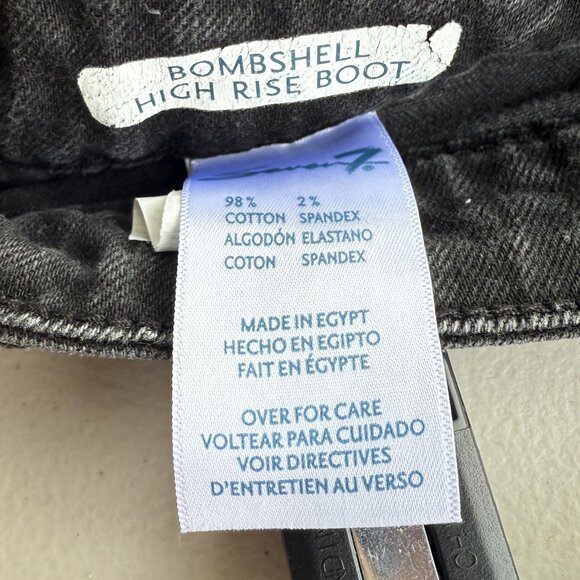 BOMBSHELL
HIGH RISE BOOT
Seven7®
98% 2%
COTTON SPANDEX
ALGODÓN ELASTANO
COTON SPANDEX
MADE IN EGYPT
HECHO EN EGIPTO
FAIT EN ÉGYPTE
OVER FOR CARE
VOLTEAR PARA CUIDADO
VOIR DIRECTIVES
D'ENTRETIEN AU VERSO